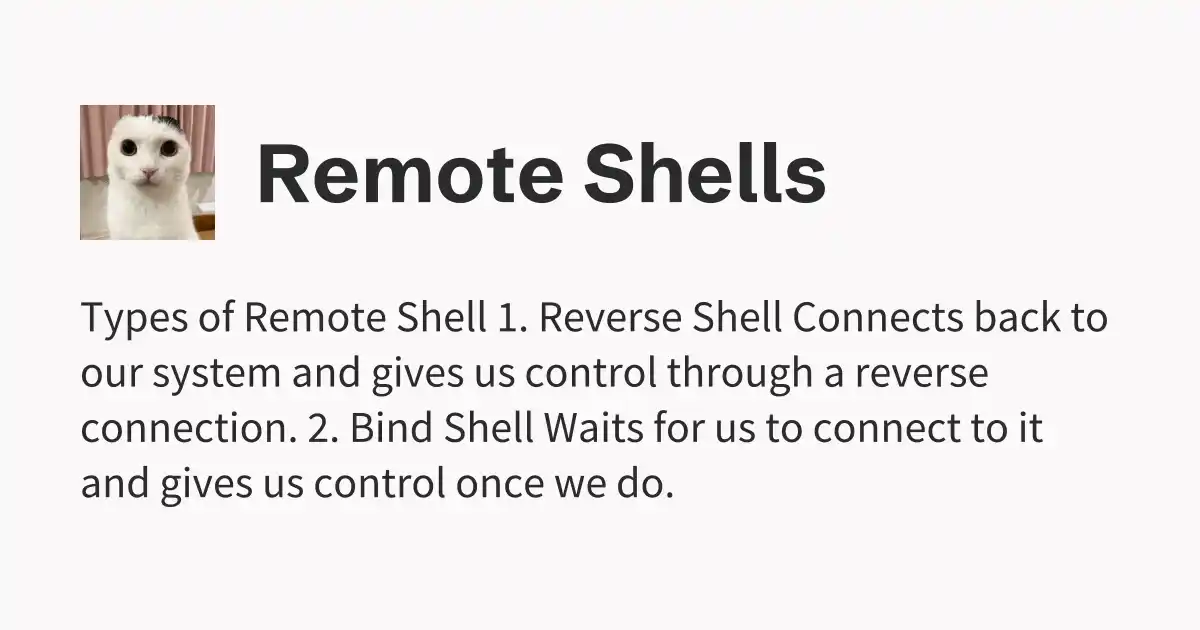 Remote Shells
Types of Remote Shell 1. Reverse Shell Connects back to
our system and gives us control through a reverse
connection. 2. Bind Shell Waits for us to connect to it
and gives us control once we do.